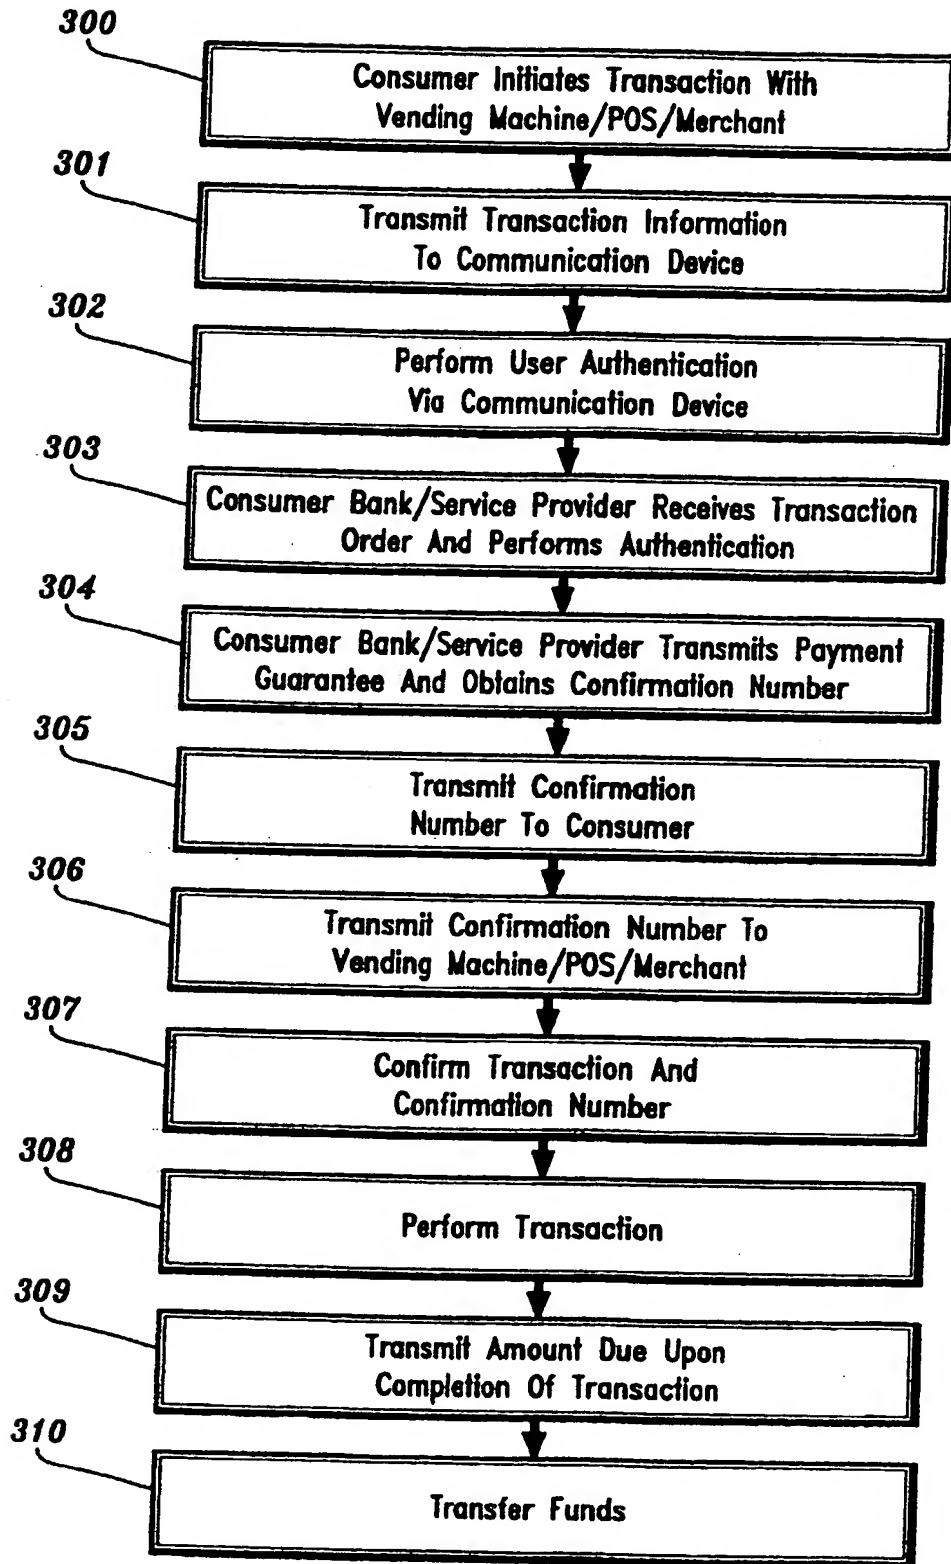 300
Consumer Initiates Transaction With
Vending Machine/POS/Merchant
301
Transmit Transaction Information
To Communication Device
302
Perform User Authentication
Via Communication Device
303
Consumer Bank/Service Provider Receives Transaction
Order And Performs Authentication
304
Consumer Bank/Service Provider Transmits Payment
Guarantee And Obtains Confirmation Number
305
Transmit Confirmation
Number To Consumer
306
Transmit Confirmation Number To
Vending Machine/POS/Merchant
307
Confirm Transaction And
Confirmation Number
308
Perform Transaction
309
Transmit Amount Due Upon
Completion Of Transaction
310
Transfer Funds